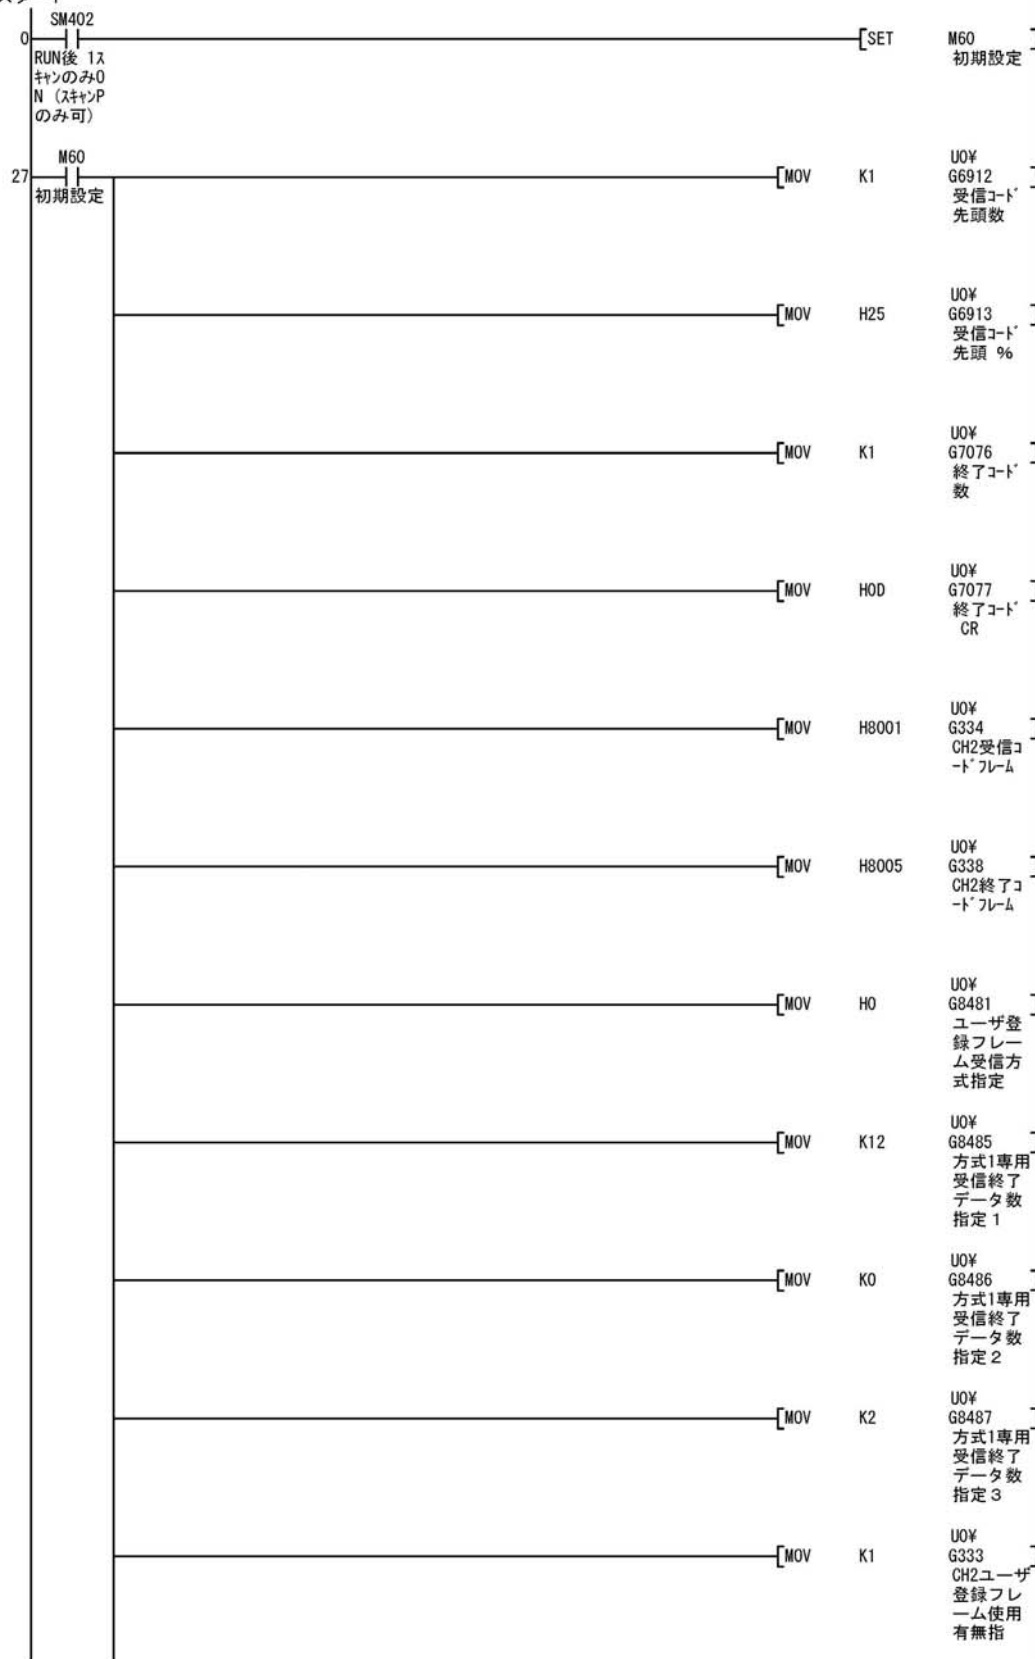 スタート
SM402
0
SET M60
RUN後 1ス
ｷｬﾝのみO
N（ｽｷｬﾝP
のみ可）
初期設定
M60
27
初期設定
U0¥
MOV K1 G6912
受信ｺｰﾄﾞ
先頭数
U0¥
MOV H25 G6913
受信ｺｰﾄﾞ
先頭 %
U0¥
MOV K1 G7076
終了ｺｰﾄﾞ
数
U0¥
MOV H0D G7077
終了ｺｰﾄﾞ
CR
U0¥
MOV H8001 G334
CH2受信ｺ
ｰﾄﾞﾌﾚｰﾑ
U0¥
MOV H8005 G338
CH2終了ｺ
ｰﾄﾞﾌﾚｰﾑ
U0¥
MOV H0 G8481
ユーザ登
録フレー
ム受信方
式指定
U0¥
MOV K12 G8485
方式1専用
受信終了
データ数
指定１
U0¥
MOV K0 G8486
方式1専用
受信終了
データ数
指定２
U0¥
MOV K2 G8487
方式1専用
受信終了
データ数
指定３
U0¥
MOV K1 G333
CH2ユーザ
登録フレ
ーム使用
有無指